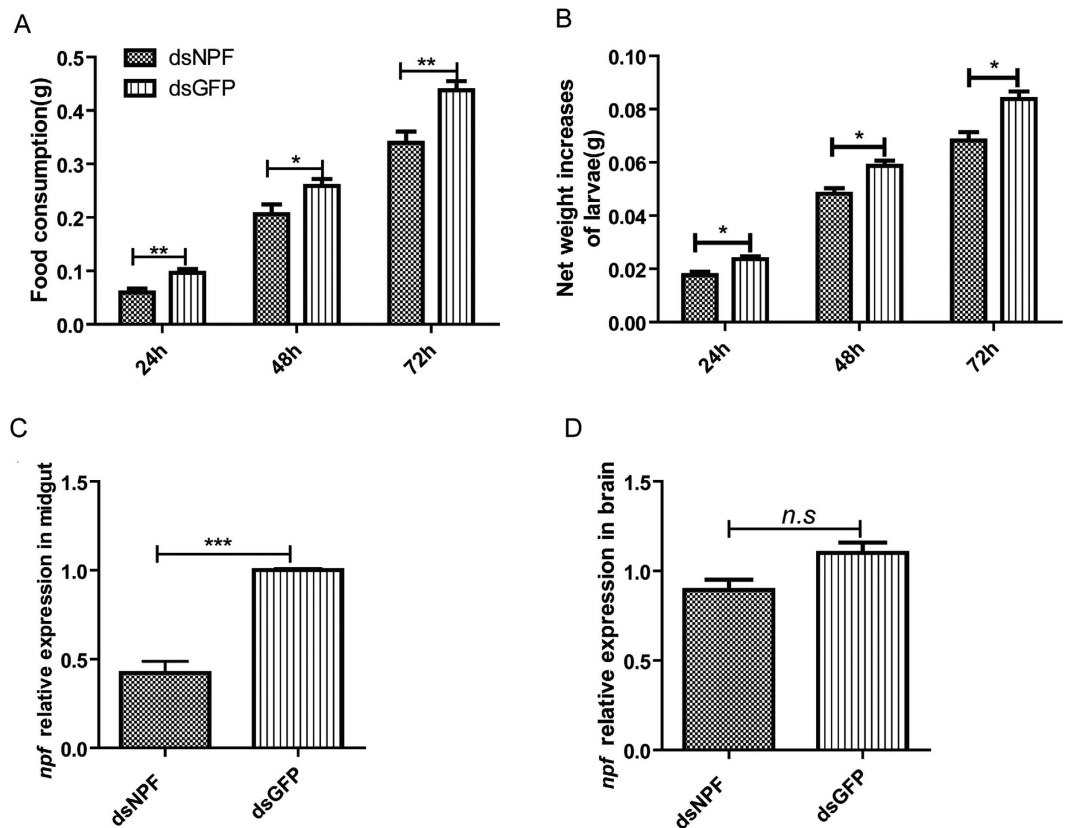 A
dsNPF
dsGFP
Food consumption(g)
0.5
0.4
0.3
0.2
0.1
0.0
**
*
**
24h
48h
72h
B
Net weight increases
of larvae(g)
0.10
0.08
0.06
0.04
0.02
0.00
*
*
*
24h
48h
72h
C
npf relative expression in midgut
1.5
1.0
0.5
0.0
***
dsNPF
dsGFP
D
npf relative expression in brain
1.5
1.0
0.5
0.0
n.s
dsNPF
dsGFP